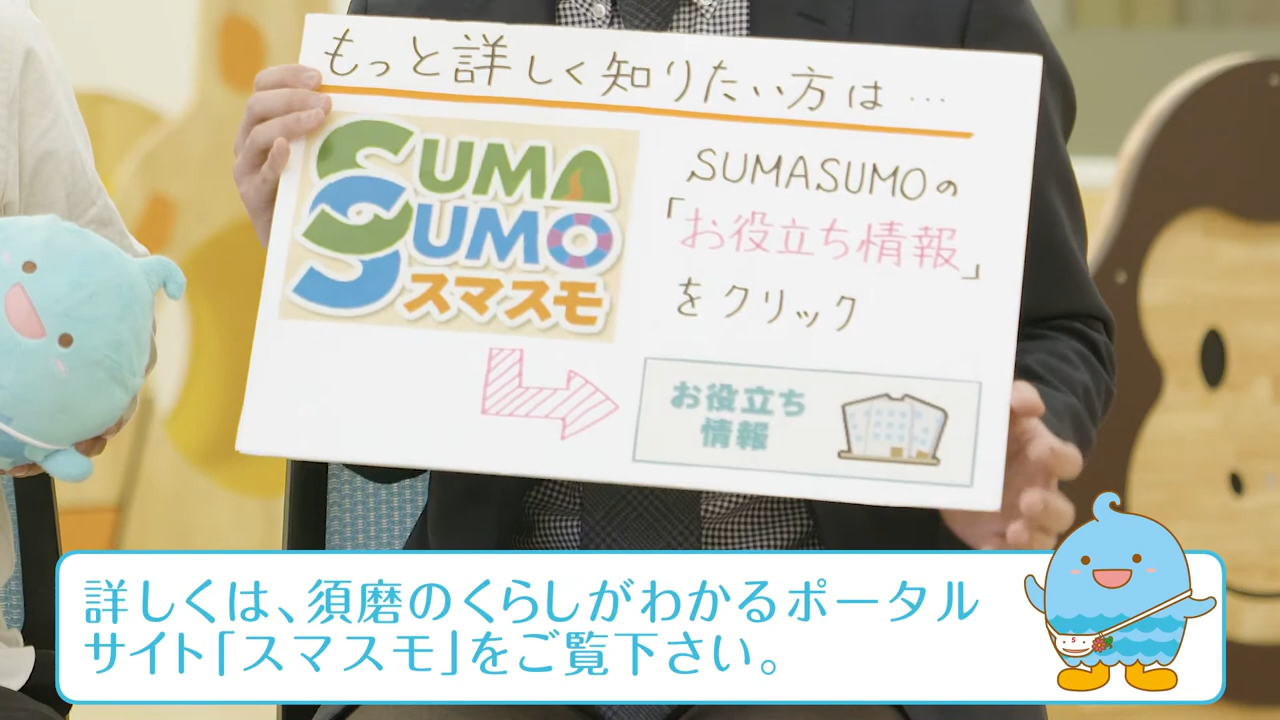 もっと詳しく知りたい方は…
SUMA
SUMO
スマスモ
SUMASUMOの
「お役立ち情報」
をクリック
お役立ち
情報
詳しくは、須磨のくらしがわかるポータル
サイト「スマスモ」をご覧下さい。
S